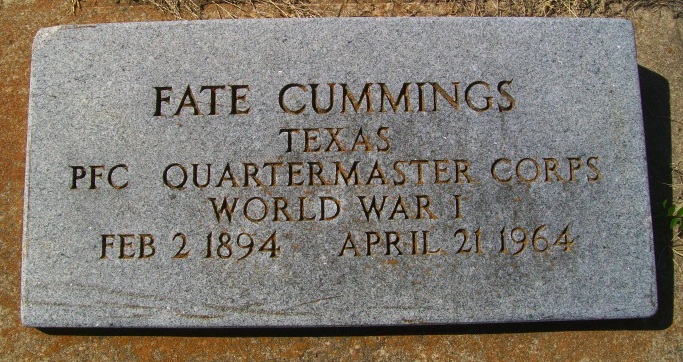 FATE CUMMINGS
TEXAS
PFC QUARTERMASTER CORPS
WORLD WAR I
FEB 2 1894 APRIL 21 1964